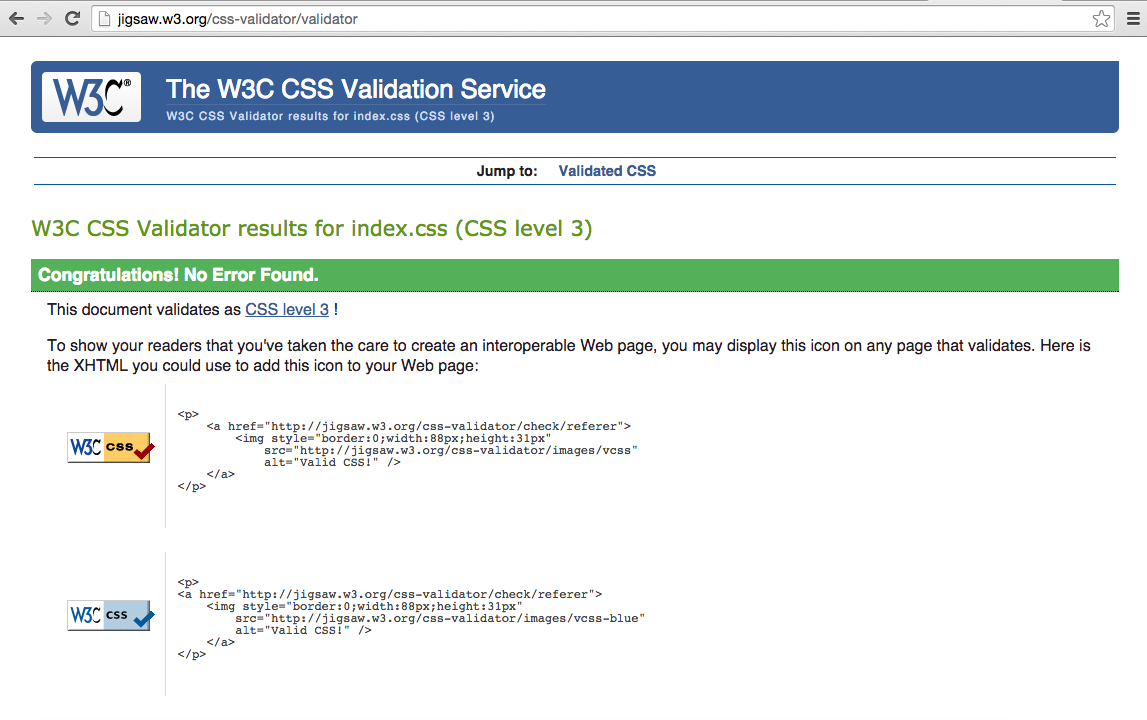 jigsaw.w3.org/css-validator/validator
W3C® The W3C CSS Validation Service
W3C CSS Validator results for index.css (CSS level 3)
Jump to: Validated CSS
W3C CSS Validator results for index.css (CSS level 3)
Congratulations! No Error Found.
This document validates as CSS level 3 !
To show your readers that you've taken the care to create an interoperable Web page, you may display this icon on any page that validates. Here is
the XHTML you could use to add this icon to your Web page:
W3C css
<p>
    <a href="http://jigsaw.w3.org/css-validator/check/referer">
        <img style="border:0;width:88px;height:31px"
            src="http://jigsaw.w3.org/css-validator/images/vcss"
            alt="Valid CSS!" />
    </a>
</p>
W3C css
<p>
<a href="http://jigsaw.w3.org/css-validator/check/referer">
    <img style="border:0;width:88px;height:31px"
        src="http://jigsaw.w3.org/css-validator/images/vcss-blue"
        alt="Valid CSS!" />
    </a>
</p>